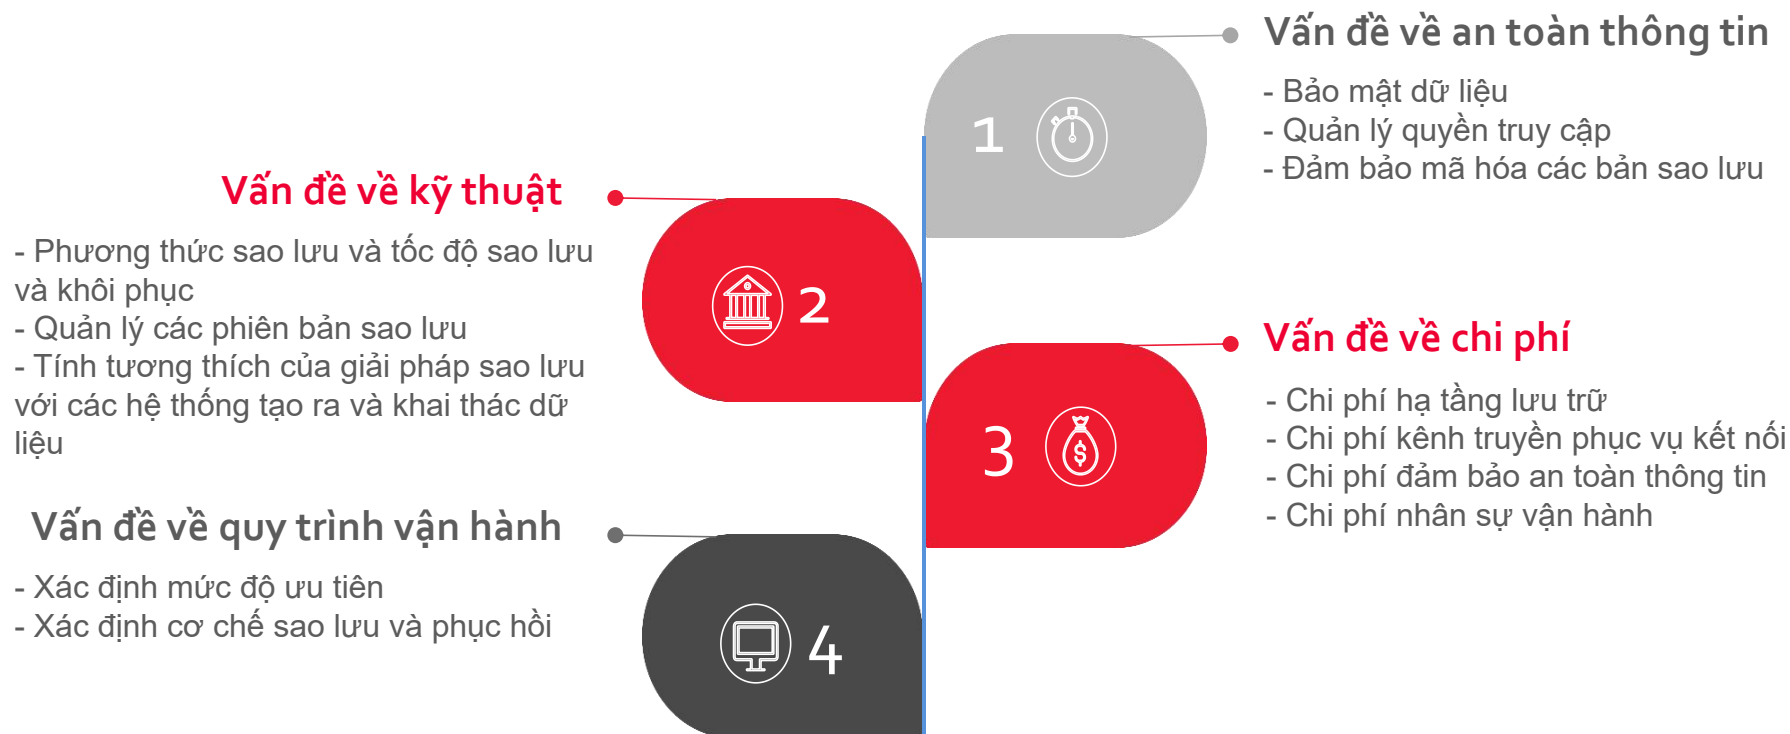 Vấn đề về an toàn thông tin
- Bảo mật dữ liệu
- Quản lý quyền truy cập
- Đảm bảo mã hóa các bản sao lưu
1
Vấn đề về kỹ thuật
- Phương thức sao lưu và tốc độ sao lưu
và khôi phục
- Quản lý các phiên bản sao lưu
- Tính tương thích của giải pháp sao lưu
với các hệ thống tạo ra và khai thác dữ
liệu
2
Vấn đề về chi phí
- Chi phí hạ tầng lưu trữ
- Chi phí kênh truyền phục vụ kết nối
- Chi phí đảm bảo an toàn thông tin
- Chi phí nhân sự vận hành
3
$
Vấn đề về quy trình vận hành
- Xác định mức độ ưu tiên
- Xác định cơ chế sao lưu và phục hồi
4